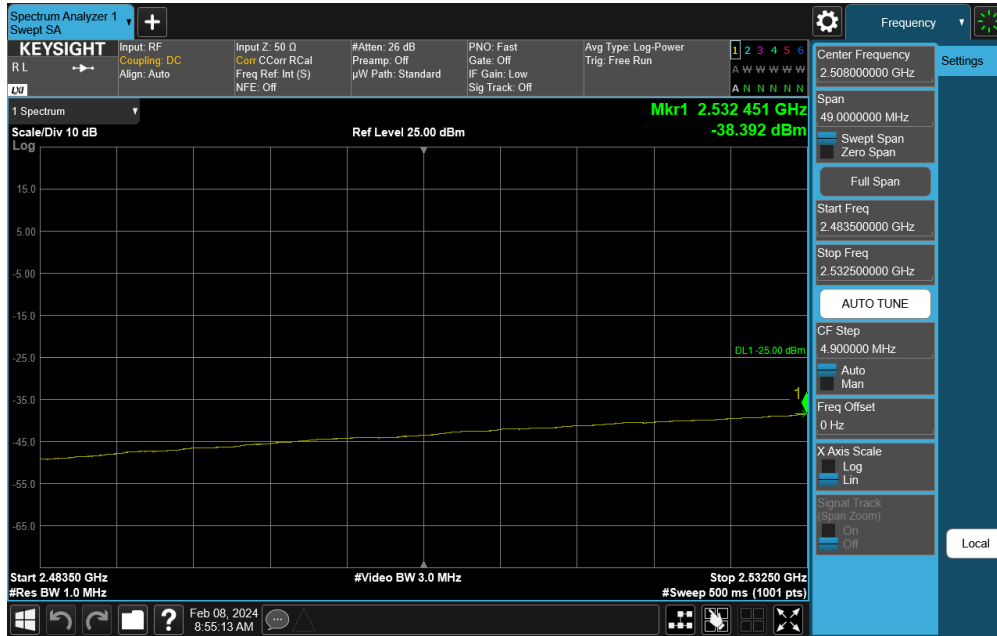 Spectrum Analyzer 1
Swept SA
Frequency
KEYSIGHT
R L
LXI
Input: RF
Coupling: DC
Align: Auto
Input Z: 50 Ω
Corr CCorr RCal
Freq Ref: Int (S)
NFE: Off
#Atten: 26 dB
Preamp: Off
µW Path: Standard
PNO: Fast
Gate: Off
IF Gain: Low
Sig Track: Off
Avg Type: Log-Power
Trig: Free Run
1 2 3 4 5 6
A W W W W W
A N N N N N
1 Spectrum
Scale/Div 10 dB
Log
Ref Level 25.00 dBm
Mkr1 2.532 451 GHz
-38.392 dBm
15.0
5.00
-5.00
-15.0
-25.0
-35.0
-45.0
-55.0
-65.0
DL1 -25.00 dBm
1
Start 2.48350 GHz
#Res BW 1.0 MHz
#Video BW 3.0 MHz
Stop 2.53250 GHz
#Sweep 500 ms (1001 pts)
Center Frequency
2.508000000 GHz
Span
49.0000000 MHz
Swept Span
Zero Span
Full Span
Start Freq
2.483500000 GHz
Stop Freq
2.532500000 GHz
AUTO TUNE
CF Step
4.900000 MHz
Auto
Man
Freq Offset
0 Hz
X Axis Scale
Log
Lin
Signal Track
(Span Zoom)
On
Off
Settings
Local
?
Feb 08, 2024
8:55:13 AM